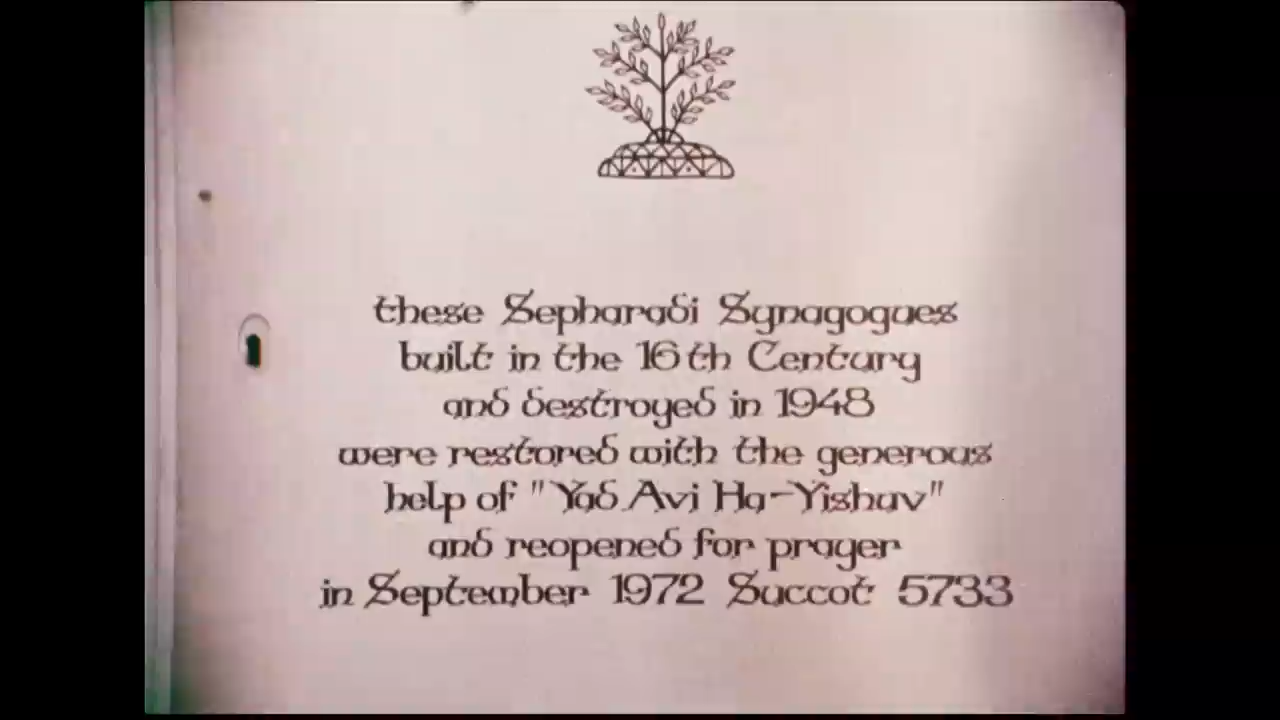 these Sepharadi Synagogues
built in the 16th Century
and destroyed in 1948
were restored with the generous
help of "Yad Avi Ha-Yishuv"
and reopened for prayer
in September 1972 Succot 5733